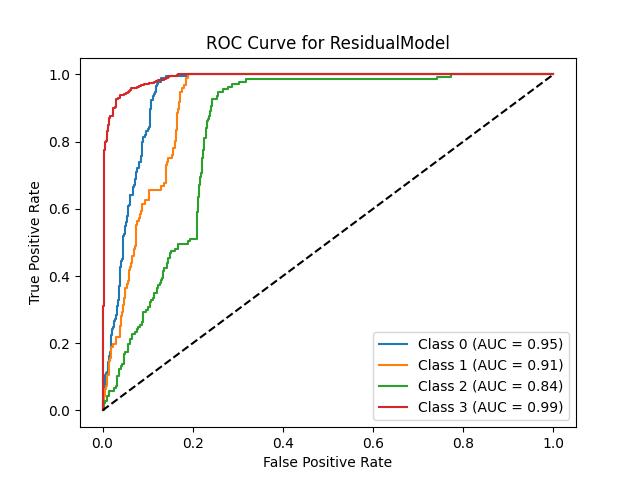 ROC Curve for ResidualModel
True Positive Rate
1.0
0.8
0.6
0.4
0.2
0.0
Class 0 (AUC = 0.95)
Class 1 (AUC = 0.91)
Class 2 (AUC = 0.84)
Class 3 (AUC = 0.99)
0.0 0.2 0.4 0.6 0.8 1.0
False Positive Rate